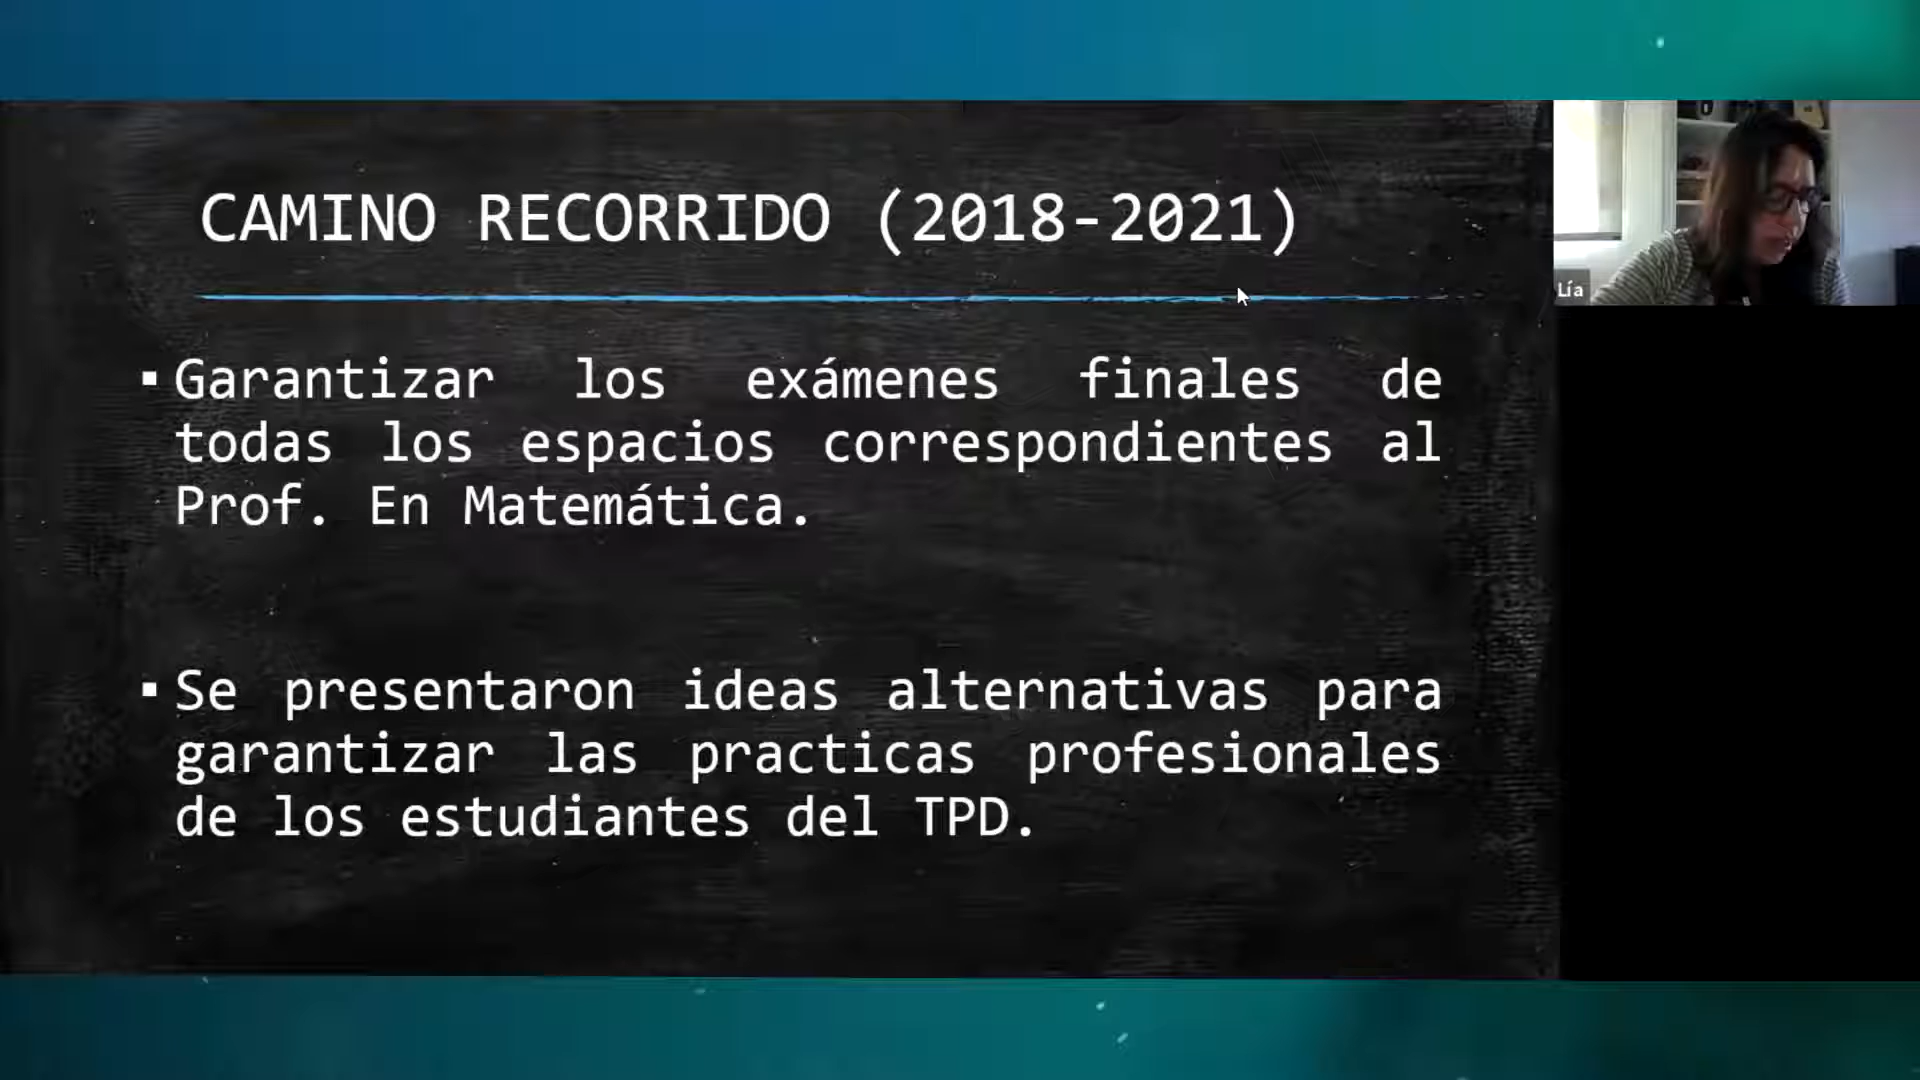 CAMINO RECORRIDO (2018-2021)
▪ Garantizar los exámenes finales de
todas los espacios correspondientes al
Prof. En Matemática.
▪ Se presentaron ideas alternativas para
garantizar las practicas profesionales
de los estudiantes del TPD.
Lía